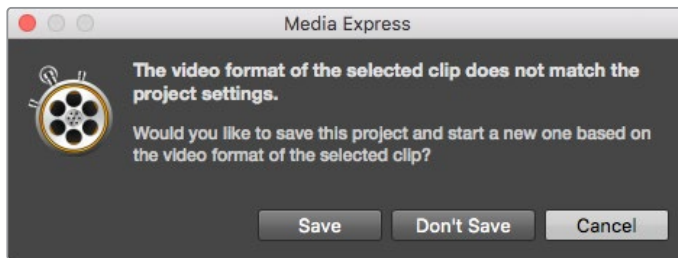 Media Express
The video format of the selected clip does not match the
project settings.
Would you like to save this project and start a new one based on
the video format of the selected clip?
Save Don't Save Cancel